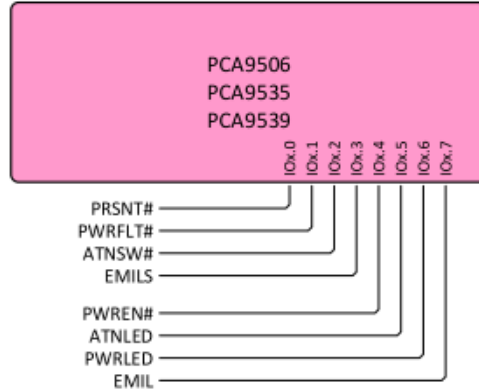 PCA9506
PCA9535
PCA9539
IOx.0
IOx.1
IOx.2
IOx.3
IOx.4
IOx.5
IOx.6
IOx.7
PRSNT#
PWRFLT#
ATNSW#
EMILS
PWREN#
ATNLED
PWRLED
EMIL